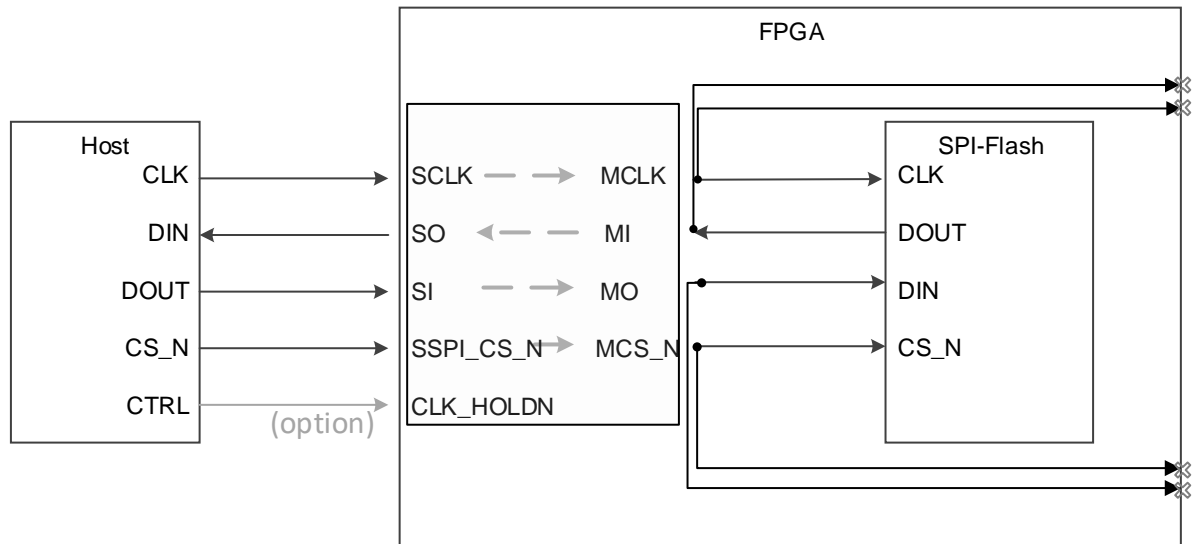 FPGA
Host
SPI-Flash
CLK
SCLK
MCLK
CLK
DIN
SO
MI
DOUT
DOUT
SI
MO
DIN
CS_N
SSPI_CS_N
MCS_N
CS_N
CTRL
(option)
CLK_HOLDN